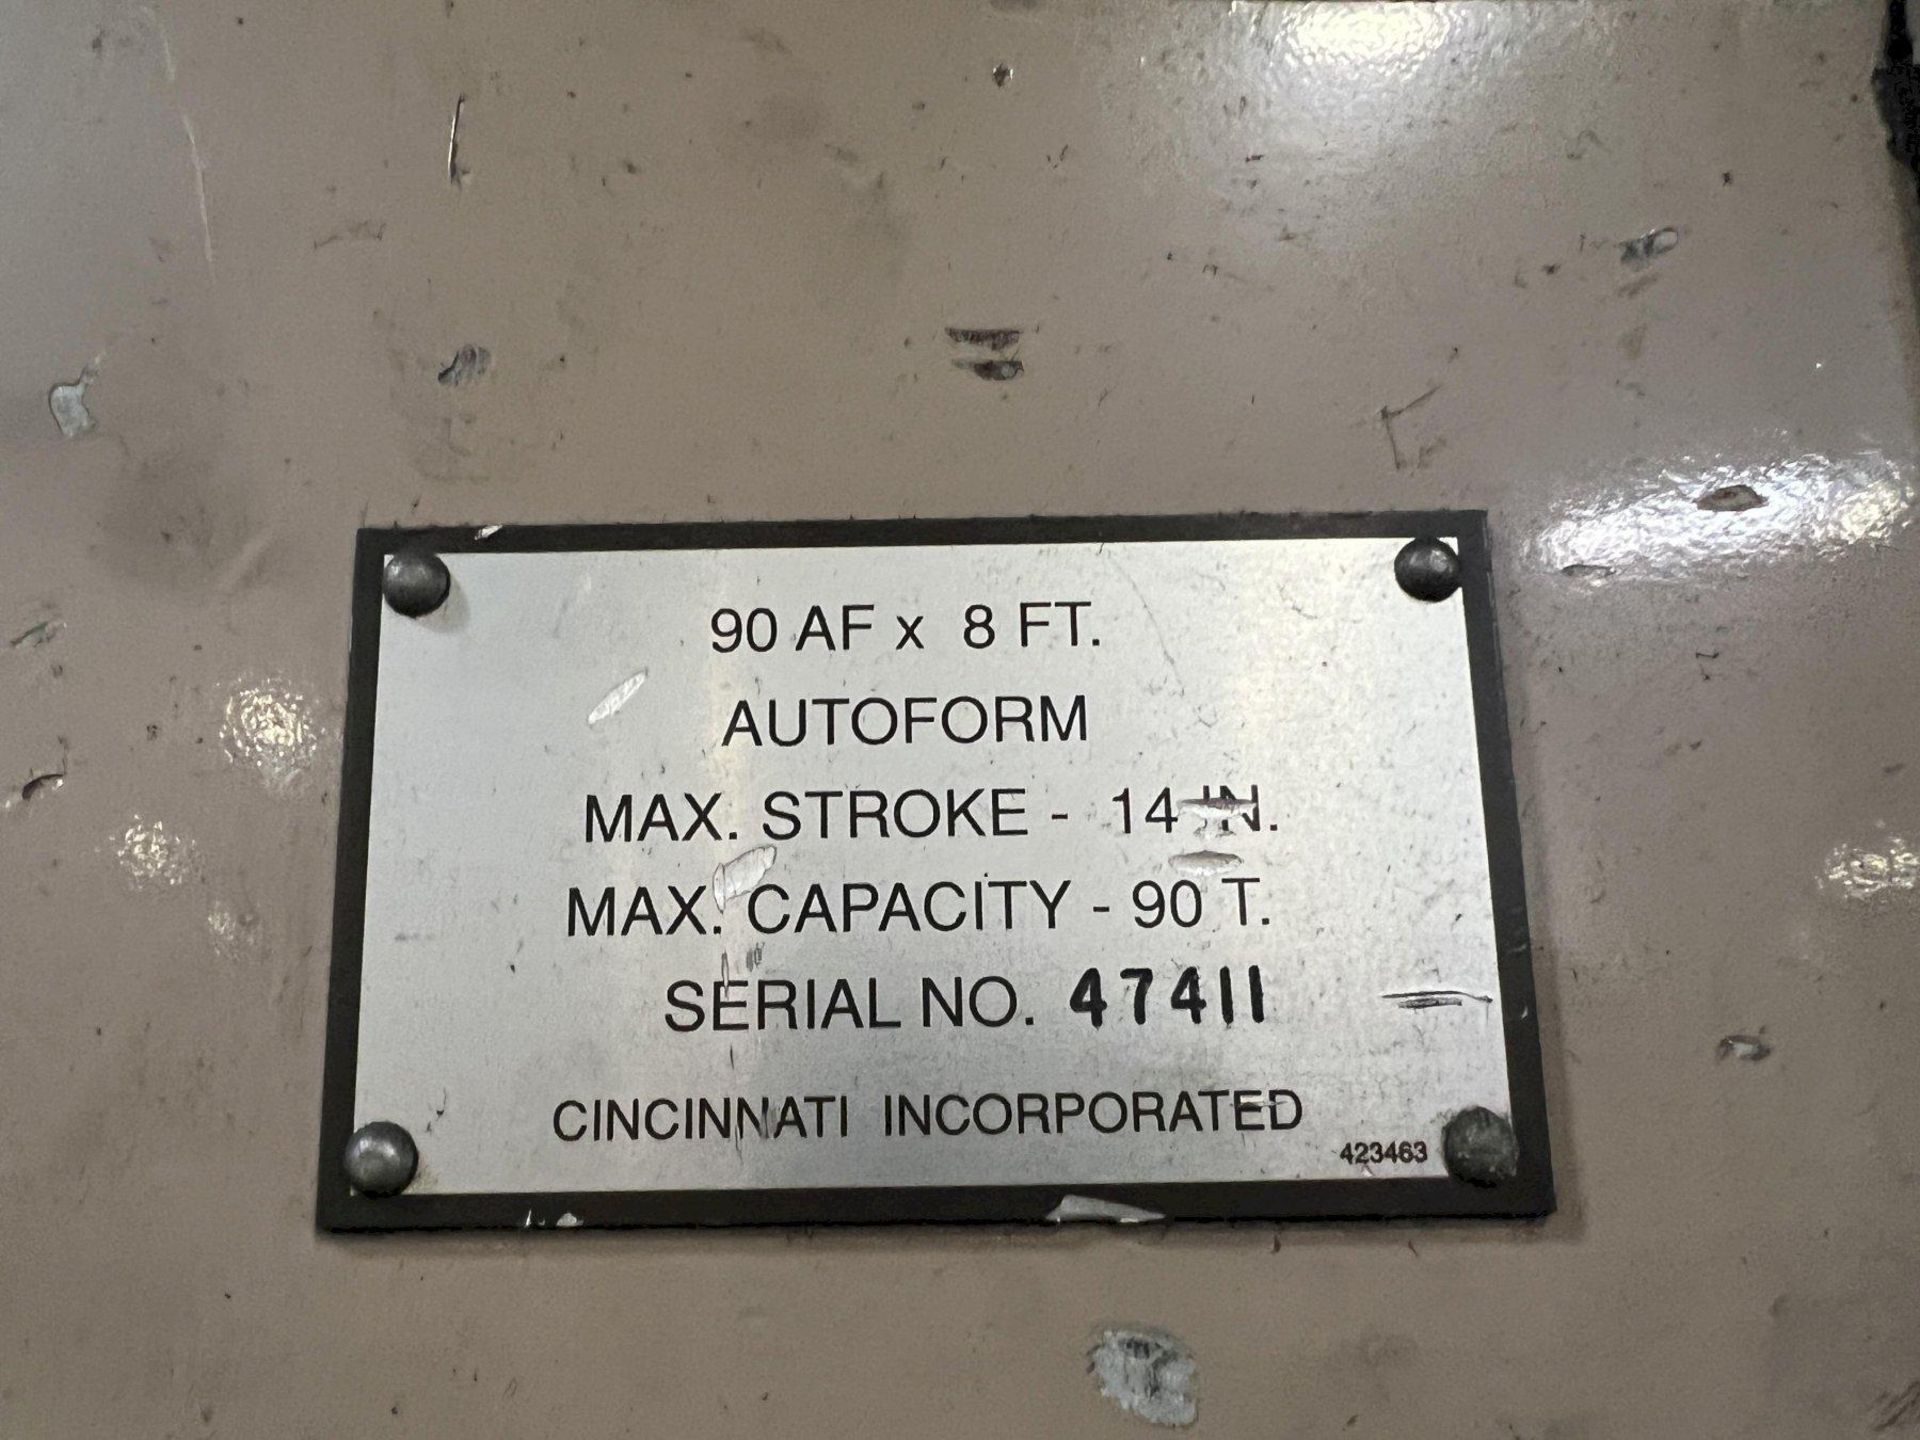 90 AF x 8 FT.
AUTOFORM
MAX. STROKE - 14 IN.
MAX. CAPACITY - 90 T.
SERIAL NO. 47411
CINCINNATI INCORPORATED
423463